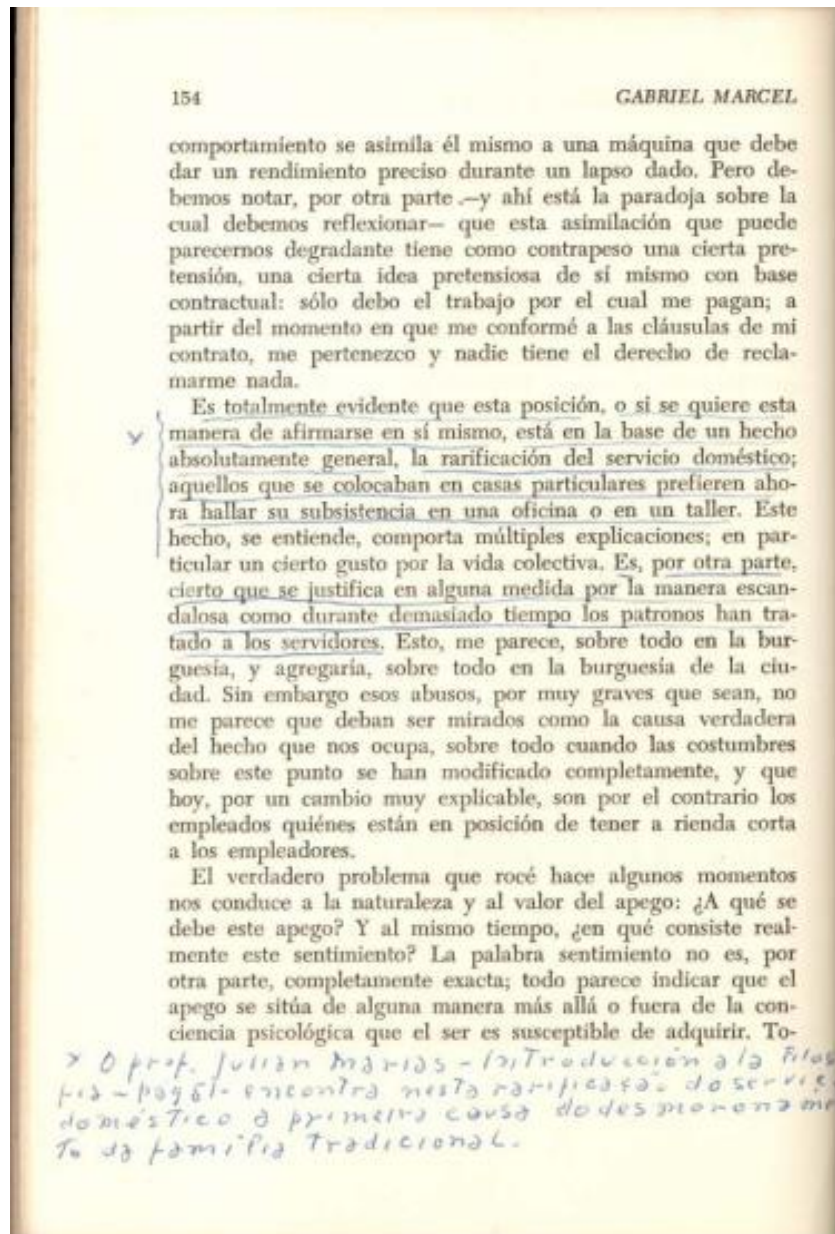 154 GABRIEL MARCEL
comportamiento se asimila él mismo a una máquina que debe
dar un rendimiento preciso durante un lapso dado. Pero de-
bemos notar, por otra parte —y ahí está la paradoja sobre la
cual debemos reflexionar— que esta asimilación que puede
parecernos degradante tiene como contrapeso una cierta pre-
tensión, una cierta idea pretensiosa de sí mismo con base
contractual: sólo debo el trabajo por el cual me pagan; a
partir del momento en que me conformé a las cláusulas de mi
contrato, me pertenezco y nadie tiene el derecho de recla-
marme nada.
Es totalmente evidente que esta posición, o si se quiere esta
manera de afirmarse en sí mismo, está en la base de un hecho
absolutamente general, la rarificación del servicio doméstico;
aquellos que se colocaban en casas particulares prefieren aho-
ra hallar su subsistencia en una oficina o en un taller. Este
hecho, se entiende, comporta múltiples explicaciones; en par-
ticular un cierto gusto por la vida colectiva. Es, por otra parte,
cierto que se justifica en alguna medida por la manera escan-
dalosa como durante demasiado tiempo los patronos han tra-
tado a los servidores. Esto, me parece, sobre todo en la bur-
guesía, y agregaría, sobre todo en la burguesía de la ciu-
dad. Sin embargo esos abusos, por muy graves que sean, no
me parece que deban ser mirados como la causa verdadera
del hecho que nos ocupa, sobre todo cuando las costumbres
sobre este punto se han modificado completamente, y que
hoy, por un cambio muy explicable, son por el contrario los
empleados quiénes están en posición de tener a rienda corta
a los empleadores.
El verdadero problema que rocé hace algunos momentos
nos conduce a la naturaleza y al valor del apego: ¿A qué se
debe este apego? Y al mismo tiempo, ¿en qué consiste real-
mente este sentimiento? La palabra sentimiento no es, por
otra parte, completamente exacta; todo parece indicar que el
apego se sitúa de alguna manera más allá o fuera de la con-
ciencia psicológica que el ser es susceptible de adquirir. To-
x O prof. Julián Marías - Introducción a la Filos
fia - encontra nesta rarificação do servic
doméstico a primeira causa do desmoroname
to da família tradicional.